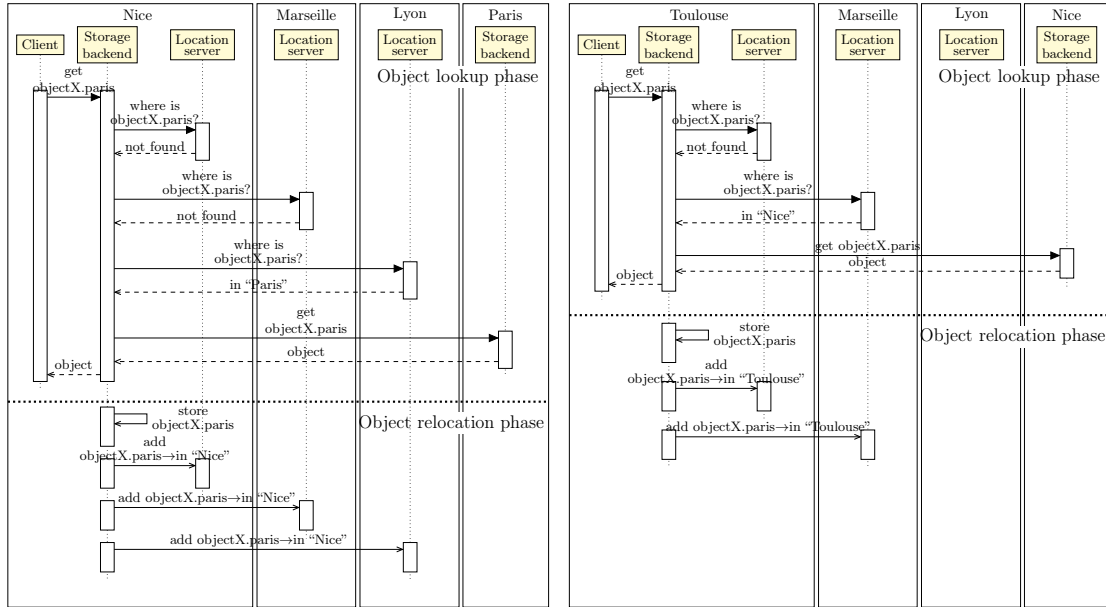 Nice
Marseille
Lyon
Paris
Client
Storage
backend
Location
server
Location
server
Location
server
Storage
backend
Object lookup phase
get
objectX.paris
where is
objectX.paris?
not found
where is
objectX.paris?
not found
where is
objectX.paris?
in “Paris”
get
objectX.paris
object
object
Object relocation phase
store
objectX.paris
add
objectX.paris→in “Nice”
add objectX.paris→in “Nice”
add objectX.paris→in “Nice”
Toulouse
Marseille
Lyon
Nice
Client
Storage
backend
Location
server
Location
server
Location
server
Storage
backend
Object lookup phase
get
objectX.paris
where is
objectX.paris?
not found
where is
objectX.paris?
in “Nice”
get objectX.paris
object
object
Object relocation phase
store
objectX.paris
add
objectX.paris→in “Toulouse”
add objectX.paris→in “Toulouse”